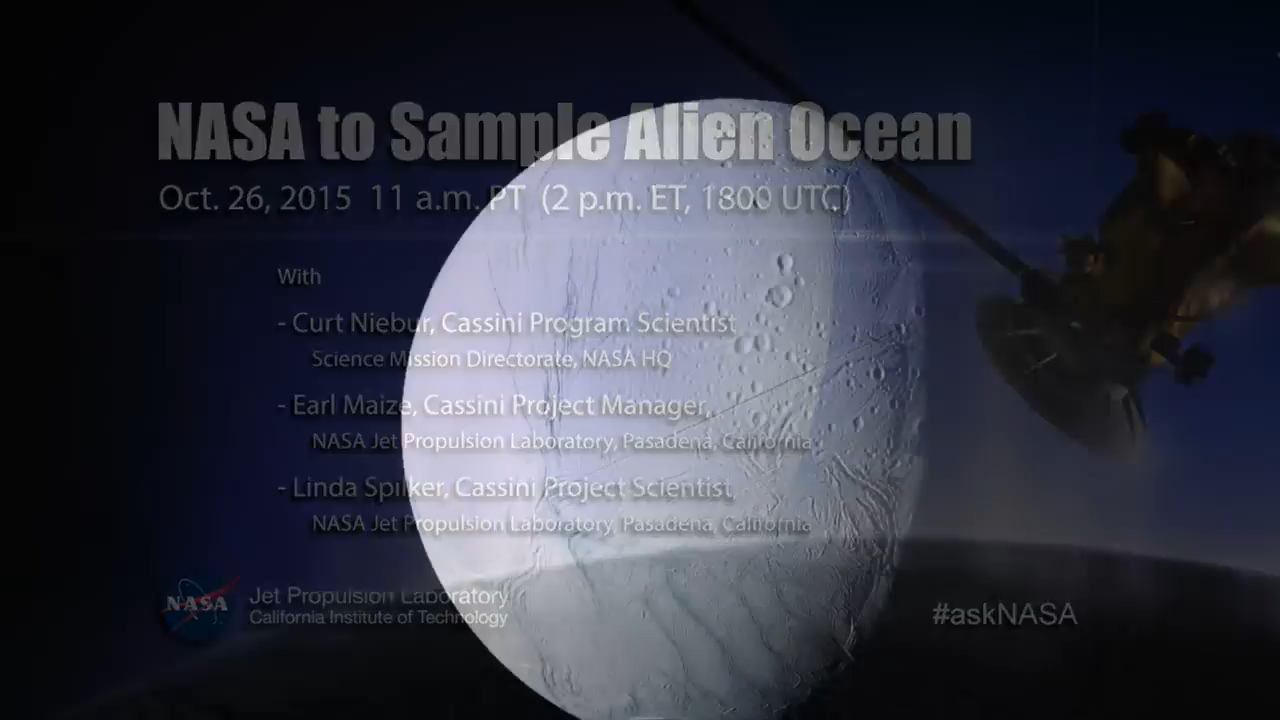 NASA to Sample Alien Ocean
Oct. 26, 2015 11 a.m. PT (2 p.m. ET, 1800 UTC)
With
- Curt Niebur, Cassini Program Scientist
Science Mission Directorate, NASA HQ
- Earl Maize, Cassini Project Manager,
NASA Jet Propulsion Laboratory, Pasadena, California
- Linda Spilker, Cassini Project Scientist
NASA Jet Propulsion Laboratory, Pasadena, California
NASA
Jet Propulsion Laboratory
California Institute of Technology
#askNASA